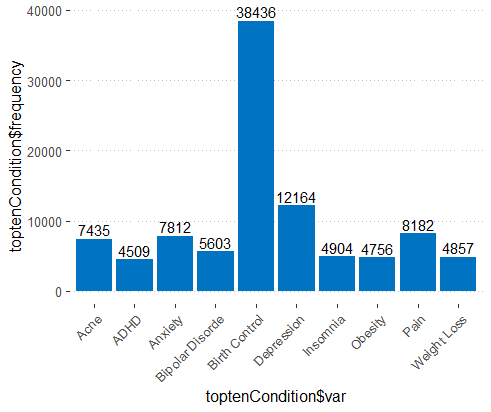 toptenCondition$frequency
40000
30000
20000
10000
0
7435
4509
7812
5603
38436
12164
4904
4756
8182
4857
Acne
ADHD
Anxiety
Bipolar Disorde
Birth Control
Depression
Insomnia
Obesity
Pain
Weight Loss
toptenCondition$var